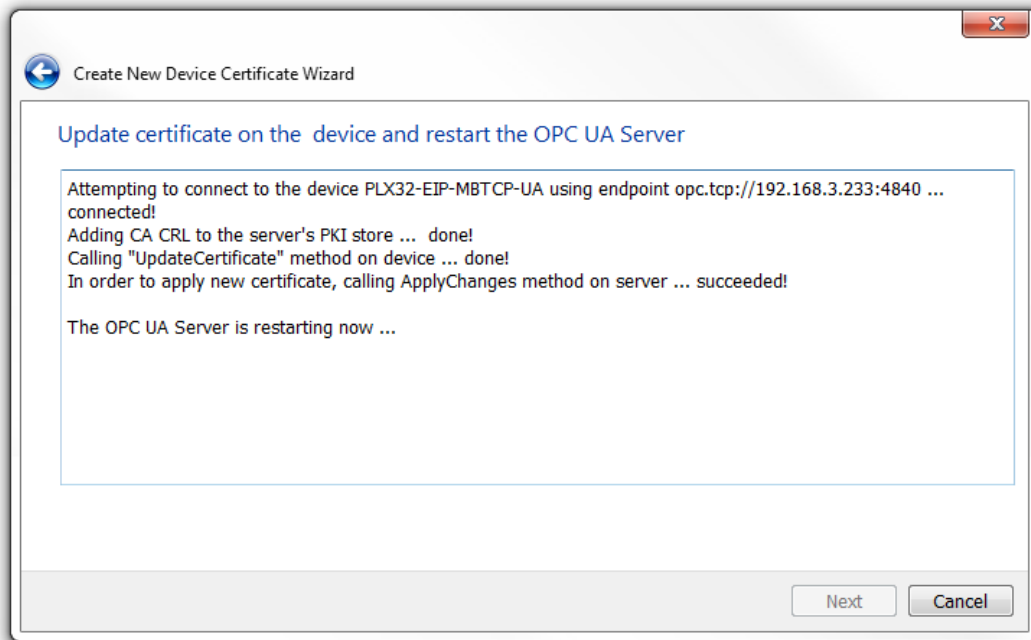 X
Create New Device Certificate Wizard
Update certificate on the  device and restart the OPC UA Server
Attempting to connect to the device PLX32-EIP-MBTCP-UA using endpoint opc.tcp://192.168.3.233:4840 ...
connected!
Adding CA CRL to the server's PKI store ...  done!
Calling "UpdateCertificate" method on device ... done!
In order to apply new certificate, calling ApplyChanges method on server ... succeeded!
The OPC UA Server is restarting now ...
Next
Cancel